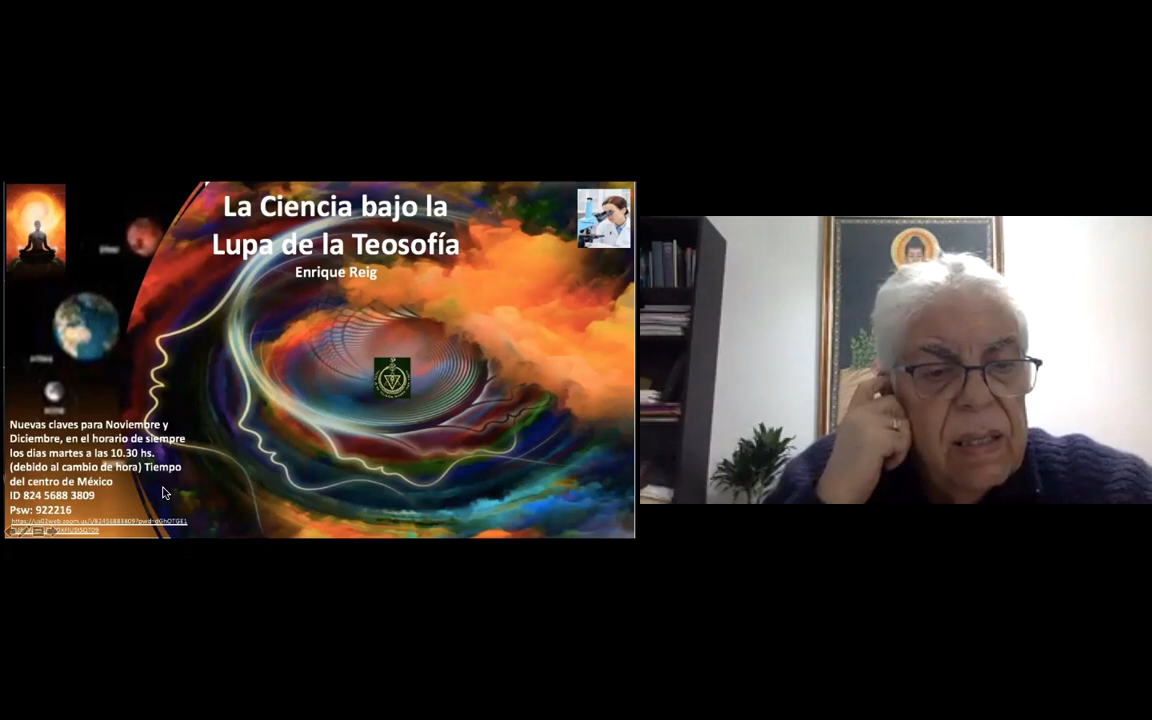 La Ciencia bajo la
Lupa de la Teosofía
Enrique Reig
Nuevas claves para Noviembre y
Diciembre, en el horario de siempre
los dias martes a las 10.30 hs.
(debido al cambio de hora) Tiempo
del centro de México
ID 824 5688 3809
Psw: 922216